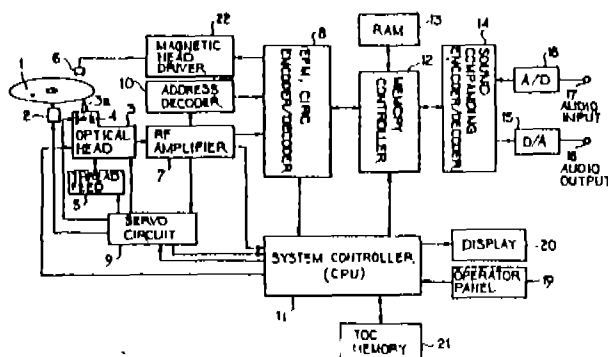 22
MAGNETIC HEAD
DRIVER
6
1
10
ADDRESS
DECODER
8
EFM, CIRC
ENCODER/DECODER
RAM
13
12
MEMORY
CONTROLLER
14
SOUND
COMPANDING
ENCODER/DECODER
A/D
17
AUDIO
INPUT
15
D/A
AUDIO
OUTPUT
2
3a
4
3
OPTICAL
HEAD
RF
AMPLIFIER
7
5
THREAD FEED
SERVO
CIRCUIT
9
SYSTEM CONTROLLER
(CPU)
11
DISPLAY
20
OPERATOR
PANEL
19
TOC
MEMORY
21